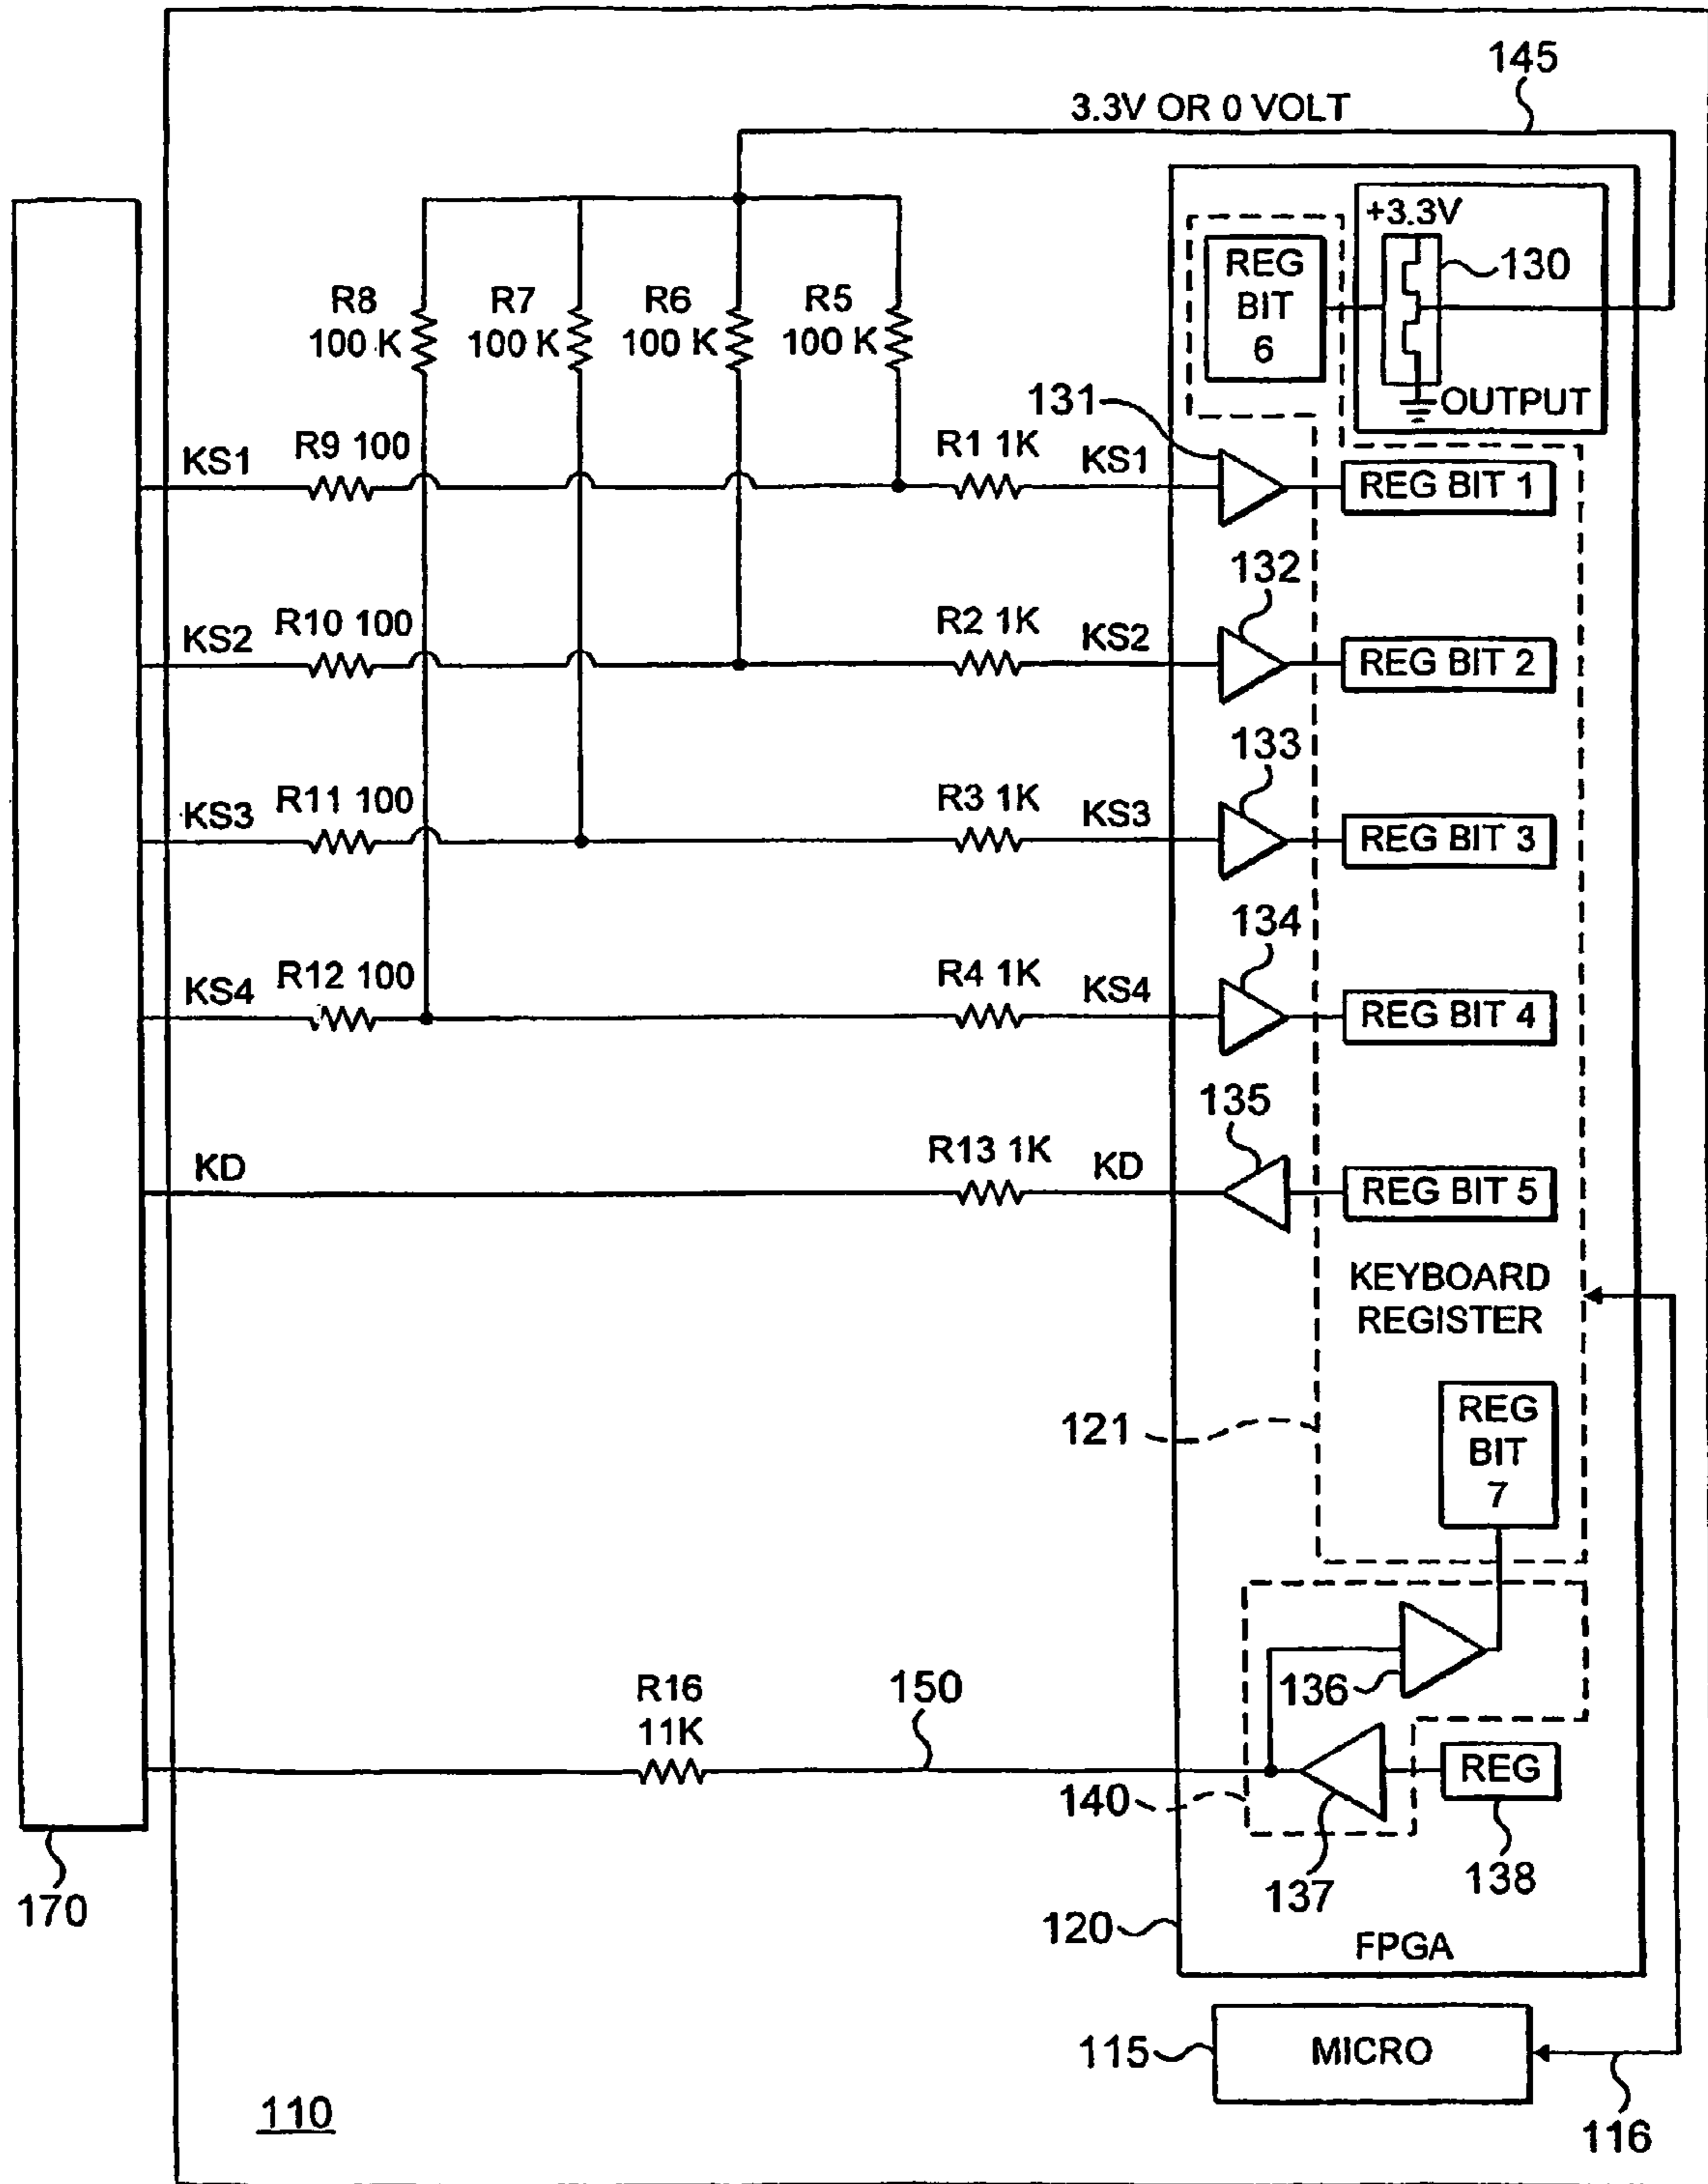 145
3.3V OR 0 VOLT
+3.3V
130
REG
BIT
6
OUTPUT
R8
100 K
R7
100 K
R6
100 K
R5
100 K
131
KS1
R9 100
R1 1K
KS1
REG BIT 1
132
KS2
R10 100
R2 1K
KS2
REG BIT 2
133
KS3
R11 100
R3 1K
KS3
REG BIT 3
134
KS4
R12 100
R4 1K
KS4
REG BIT 4
135
KD
R13 1K
KD
REG BIT 5
KEYBOARD
REGISTER
121
REG
BIT
7
136
R16
11K
150
REG
140
137
138
170
120
FPGA
115
MICRO
110
116